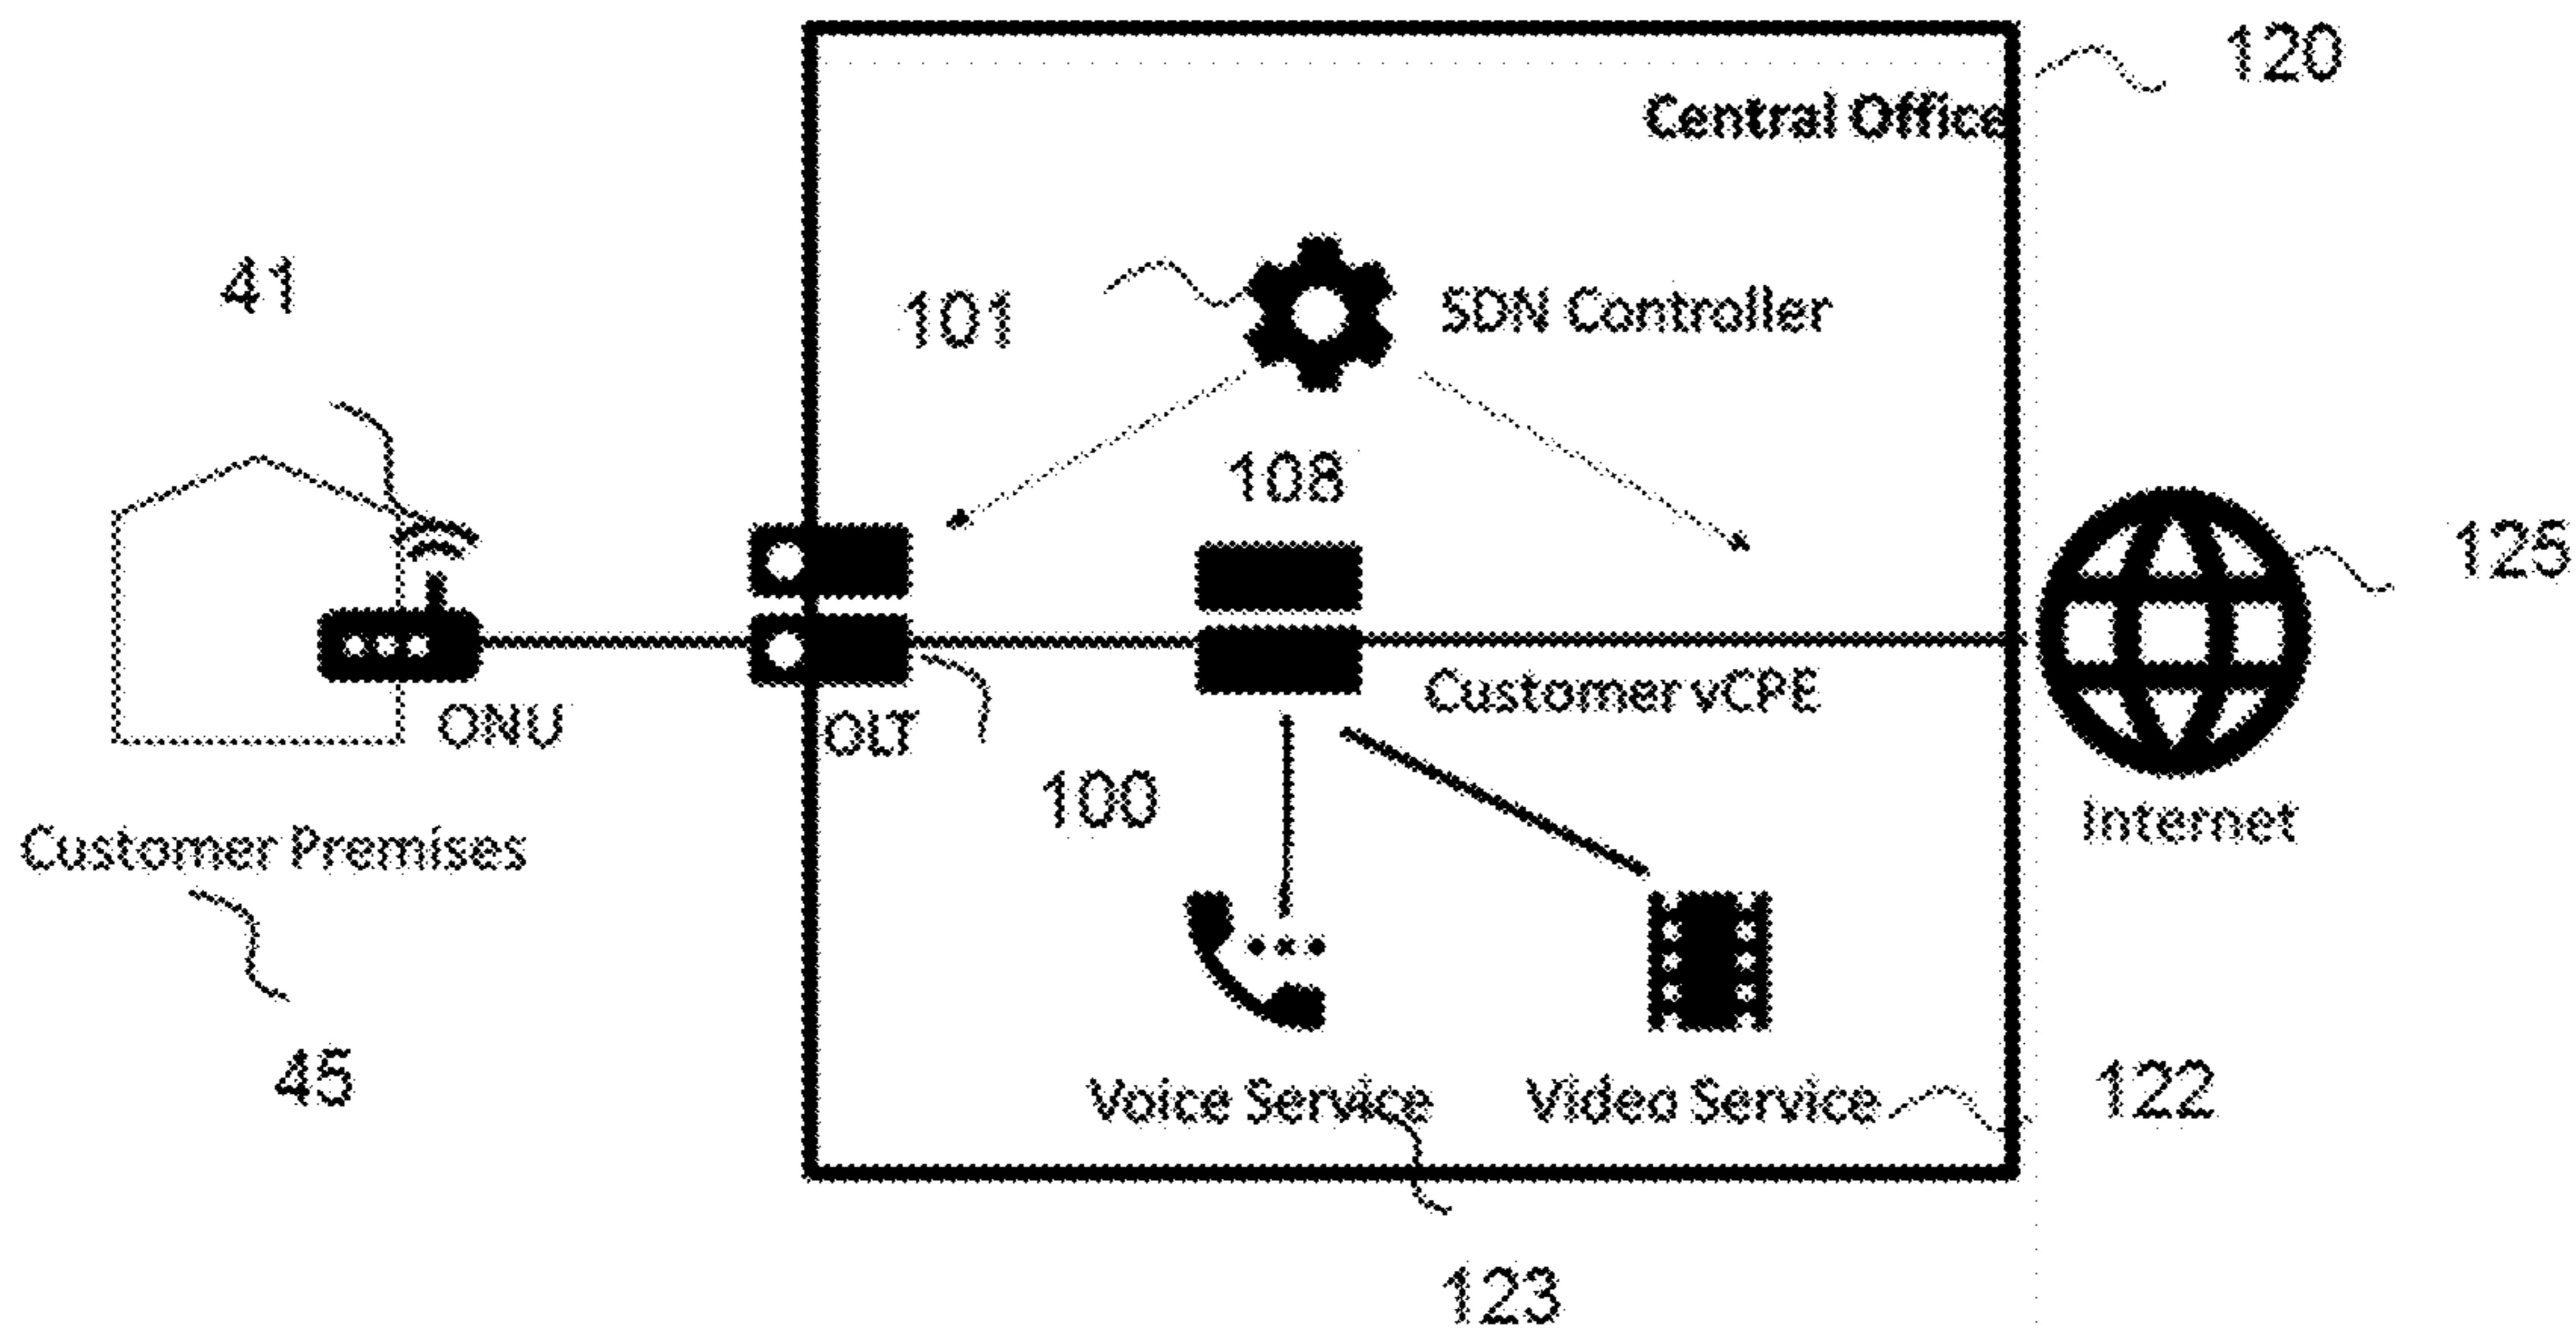 120
Central Office
41
101
SDN Controller
108
125
Customer vCPE
ONU
OLT
100
Internet
Customer Premises
45
Voice Service
Video Service
122
123